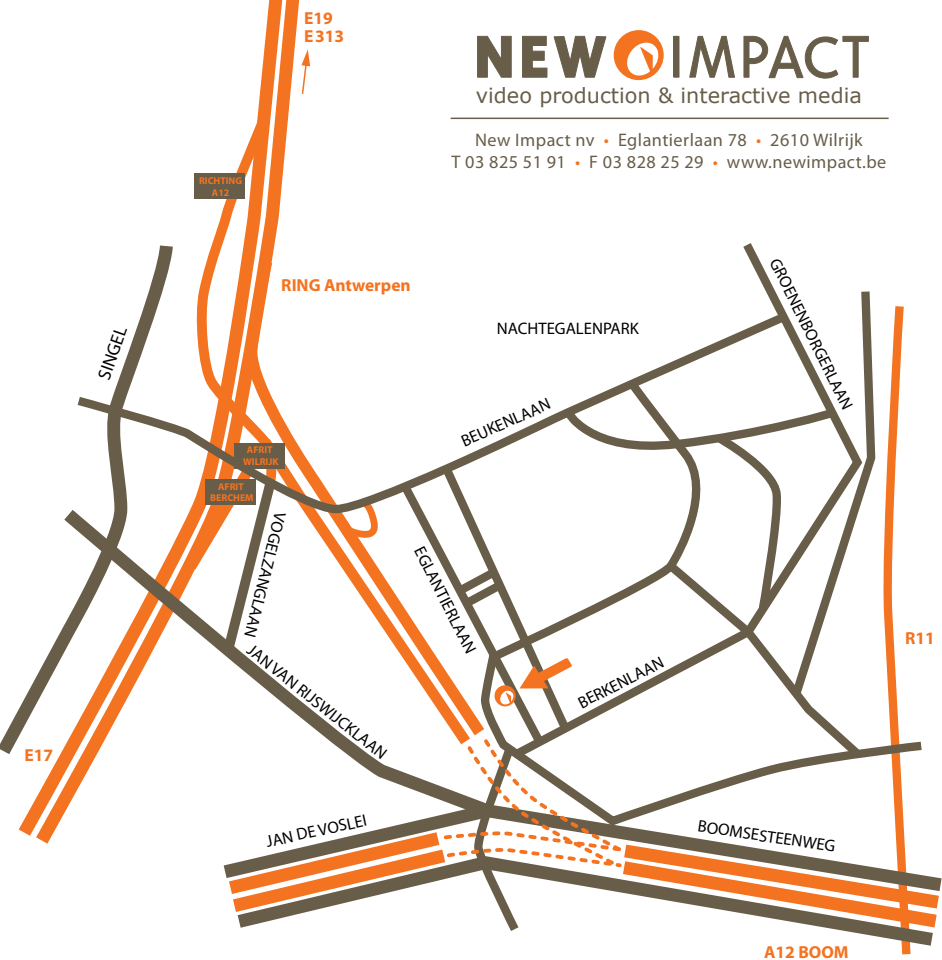 E19
E313
NEW IMPACT
video production & interactive media
New Impact nv • Eglantierlaan 78 • 2610 Wilrijk
T 03 825 51 91 • F 03 828 25 29 • www.newimpact.be
RICHTING
A12
RING Antwerpen
GROENENBORGERLAAN
NACHTEGALENPARK
SINGEL
BEUKENLAAN
AFRIT
WILRIJK
AFRIT
BERCHEM
VOGELZANGLAAN
EGLANTIERLAAN
R11
JAN VAN RIJSWIJCKLAAN
BERKENLAAN
E17
JAN DE VOSLEI
BOOMSESTEENWEG
A12 BOOM